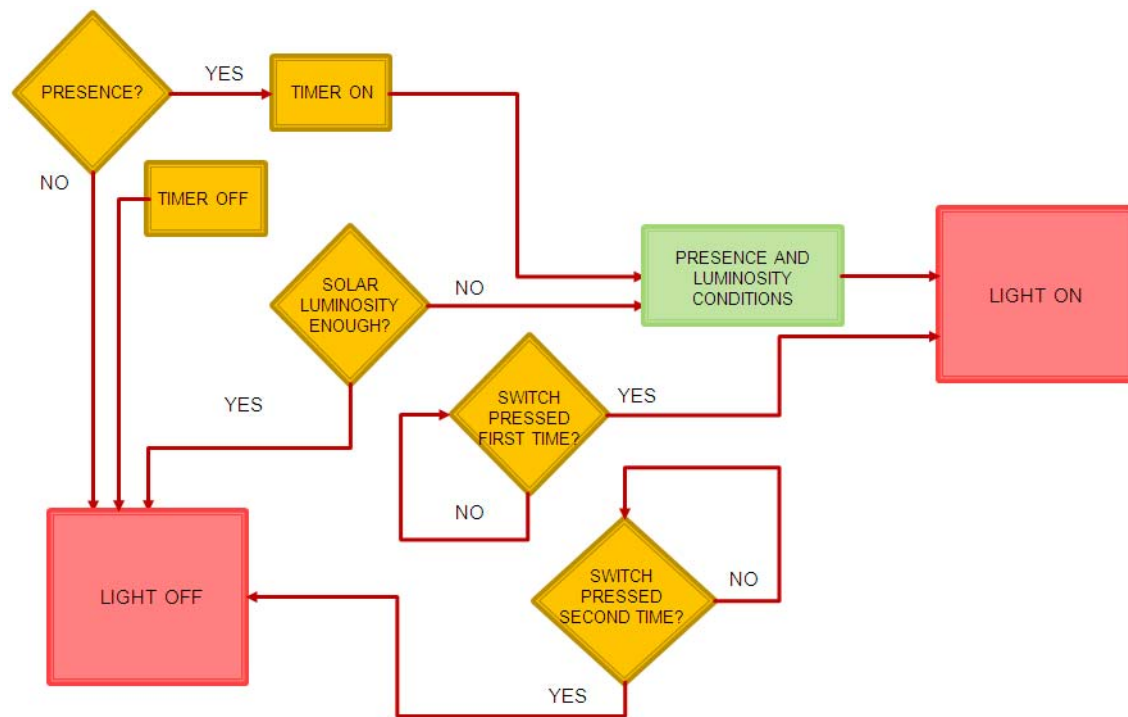 PRESENCE?
YES
TIMER ON
NO
TIMER OFF
SOLAR
LUMINOSITY
ENOUGH?
NO
PRESENCE AND
LUMINOSITY
CONDITIONS
LIGHT ON
YES
SWITCH
PRESSED
FIRST TIME?
YES
NO
SWITCH
PRESSED
SECOND TIME?
NO
LIGHT OFF
YES